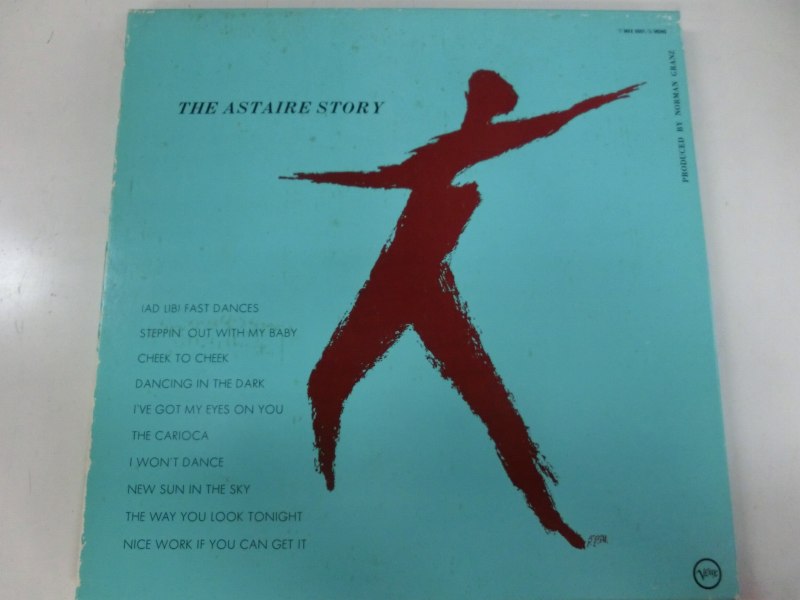 THE ASTAIRE STORY
PRODUCED BY NORMAN GRANZ
(AD LIB) FAST DANCES
STEPPIN' OUT WITH MY BABY
CHEEK TO CHEEK
DANCING IN THE DARK
I'VE GOT MY EYES ON YOU
THE CARIOCA
I WON'T DANCE
NEW SUN IN THE SKY
THE WAY YOU LOOK TONIGHT
NICE WORK IF YOU CAN GET IT
Verve